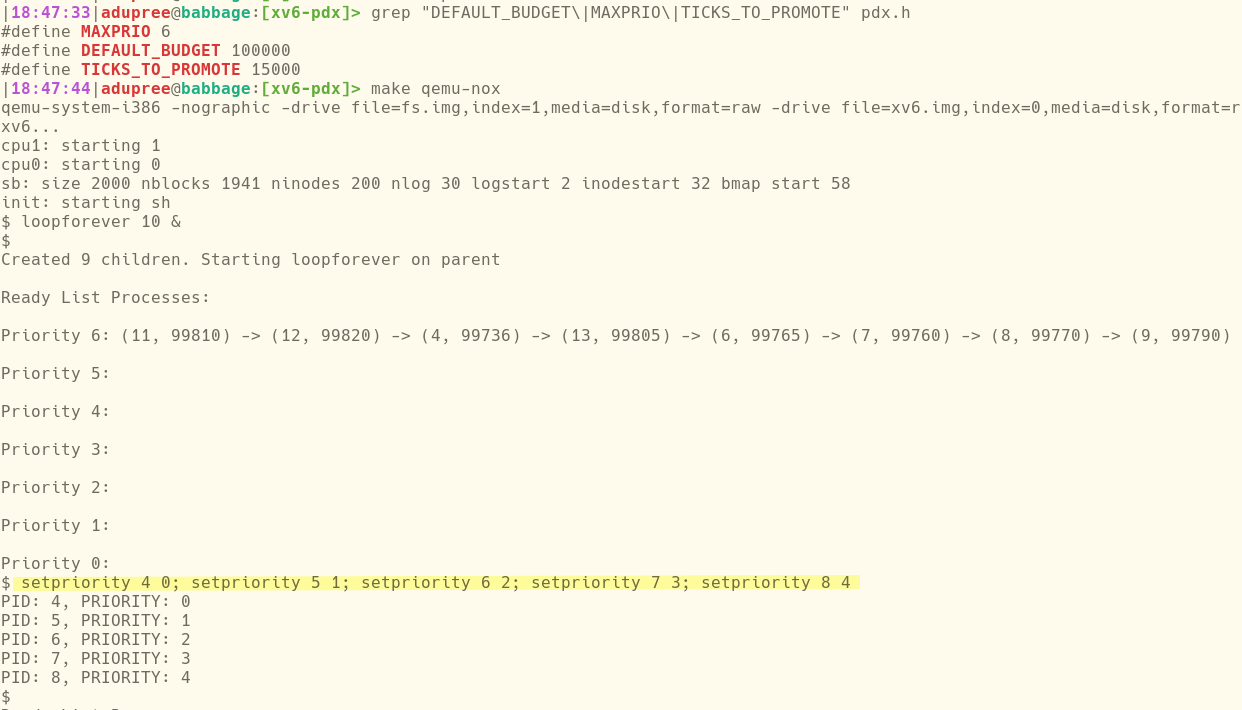 |18:47:33|adupree@babbage:[xv6-pdx]> grep "DEFAULT_BUDGET\|MAXPRIO\|TICKS_TO_PROMOTE" pdx.h
#define MAXPRIO 6
#define DEFAULT_BUDGET 100000
#define TICKS_TO_PROMOTE 15000
|18:47:44|adupree@babbage:[xv6-pdx]> make qemu-nox
qemu-system-i386 -nographic -drive file=fs.img,index=1,media=disk,format=raw -drive file=xv6.img,index=0,media=disk,format=r
xv6...
cpu1: starting 1
cpu0: starting 0
sb: size 2000 nblocks 1941 ninodes 200 nlog 30 logstart 2 inodestart 32 bmap start 58
init: starting sh
$ loopforever 10 &
$
Created 9 children. Starting loopforever on parent
Ready List Processes:
Priority 6: (11, 99810) -> (12, 99820) -> (4, 99736) -> (13, 99805) -> (6, 99765) -> (7, 99760) -> (8, 99770) -> (9, 99790)
Priority 5:
Priority 4:
Priority 3:
Priority 2:
Priority 1:
Priority 0:
$ setpriority 4 0; setpriority 5 1; setpriority 6 2; setpriority 7 3; setpriority 8 4
PID: 4, PRIORITY: 0
PID: 5, PRIORITY: 1
PID: 6, PRIORITY: 2
PID: 7, PRIORITY: 3
PID: 8, PRIORITY: 4
$